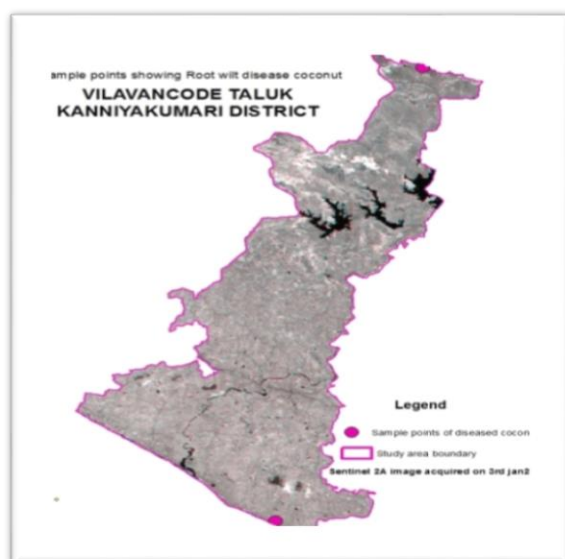 ample points showing Root wilt disease coconut
VILAVANCODE TALUK
KANNIYAKUMARI DISTRICT
Legend
Sample points of diseased cocon
Study area boundary
Sentinel 2A image acquired on 3rd jan2